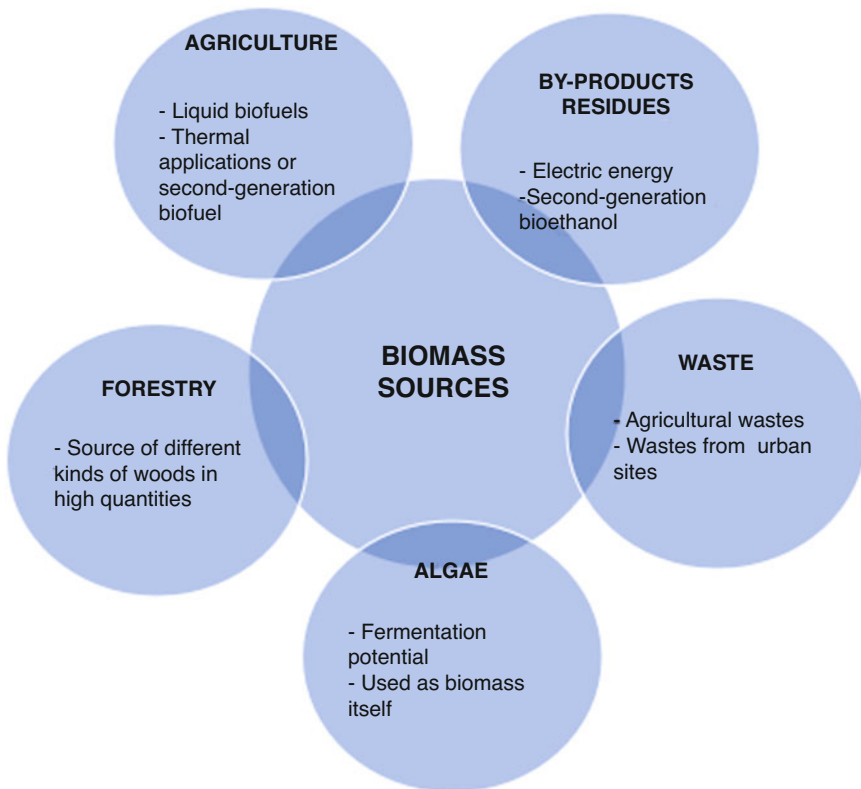 AGRICULTURE
- Liquid biofuels
- Thermal
applications or
second-generation
biofuel
BY-PRODUCTS
RESIDUES
- Electric energy
-Second-generation
bioethanol
BIOMASS
SOURCES
FORESTRY
- Source of different
kinds of woods in
high quantities
WASTE
- Agricultural wastes
- Wastes from urban
sites
ALGAE
- Fermentation
potential
- Used as biomass
itself